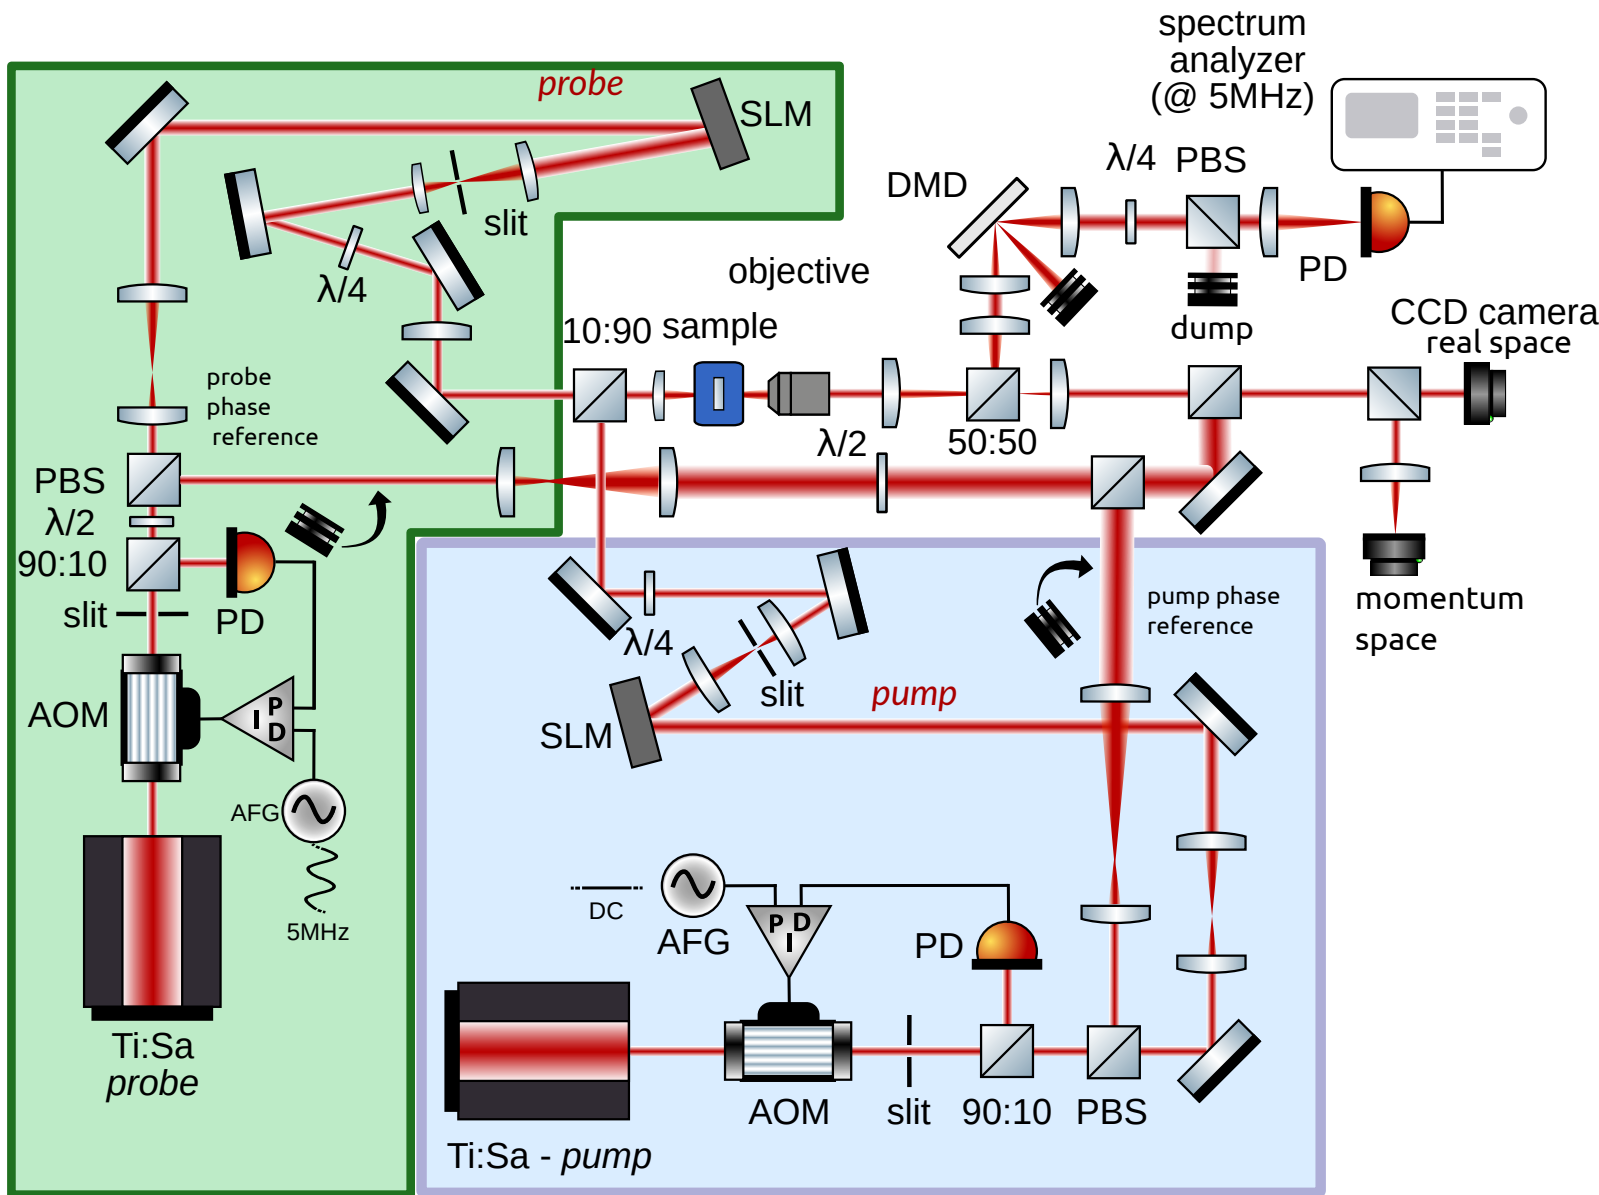 spectrum
analyzer
(@ 5MHz)
probe
SLM
slit
λ/4
DMD
λ/4
PBS
PD
dump
objective
10:90
sample
CCD camera
real space
probe
phase
reference
λ/2
50:50
PBS
λ/2
90:10
slit
PD
AOM
P
I
D
AFG
5MHz
Ti:Sa
probe
λ/4
slit
SLM
pump
pump phase
reference
momentum
space
DC
AFG
P
D
I
PD
AOM
slit
90:10
PBS
Ti:Sa - pump